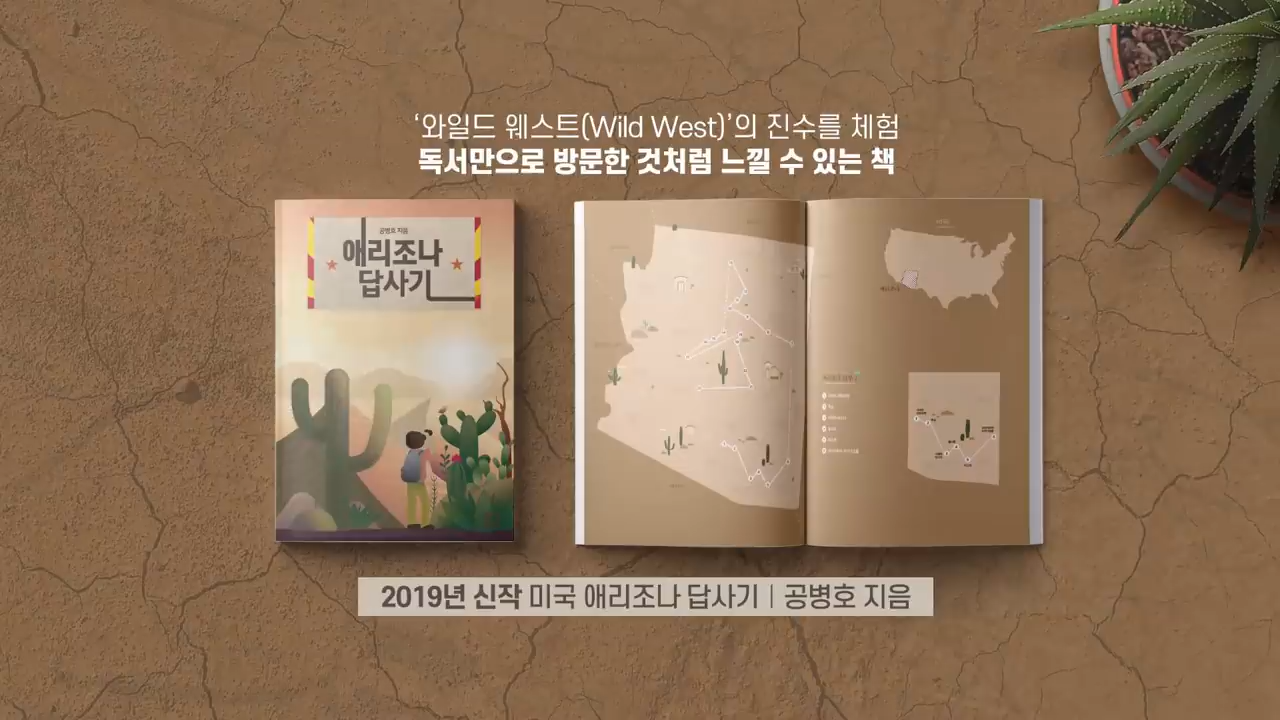 ‘와일드 웨스트(Wild West)’의 진수를 체험
독서만으로 방문한 것처럼 느낄 수 있는 책
공병호 지음
애리조나
답사기
2019년 신작 미국 애리조나 답사기 | 공병호 지음